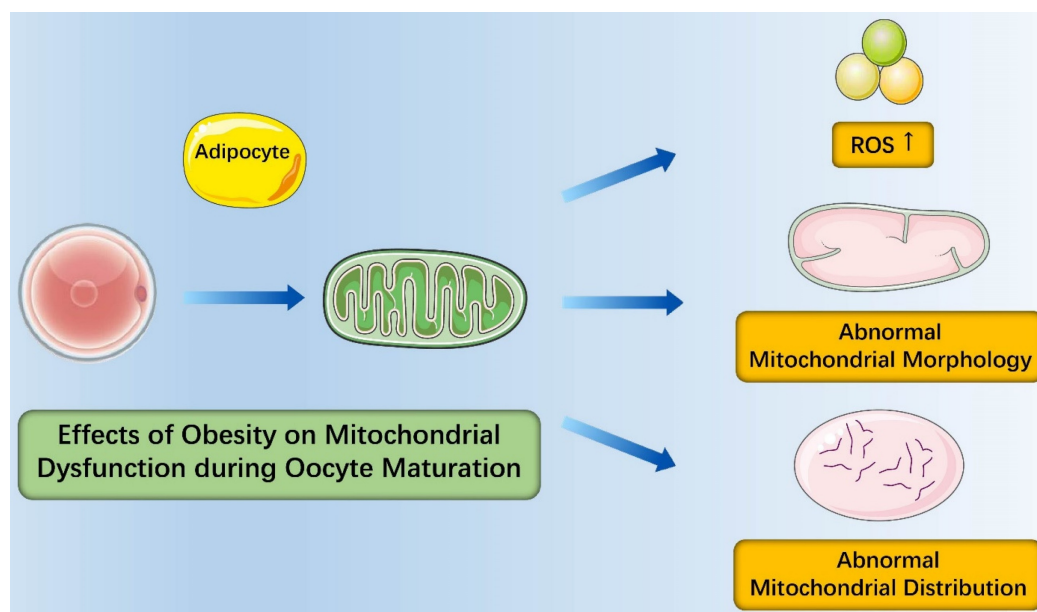 Adipocyte
Effects of Obesity on Mitochondrial
Dysfunction during Oocyte Maturation
ROS ↑
Abnormal
Mitochondrial Morphology
Abnormal
Mitochondrial Distribution